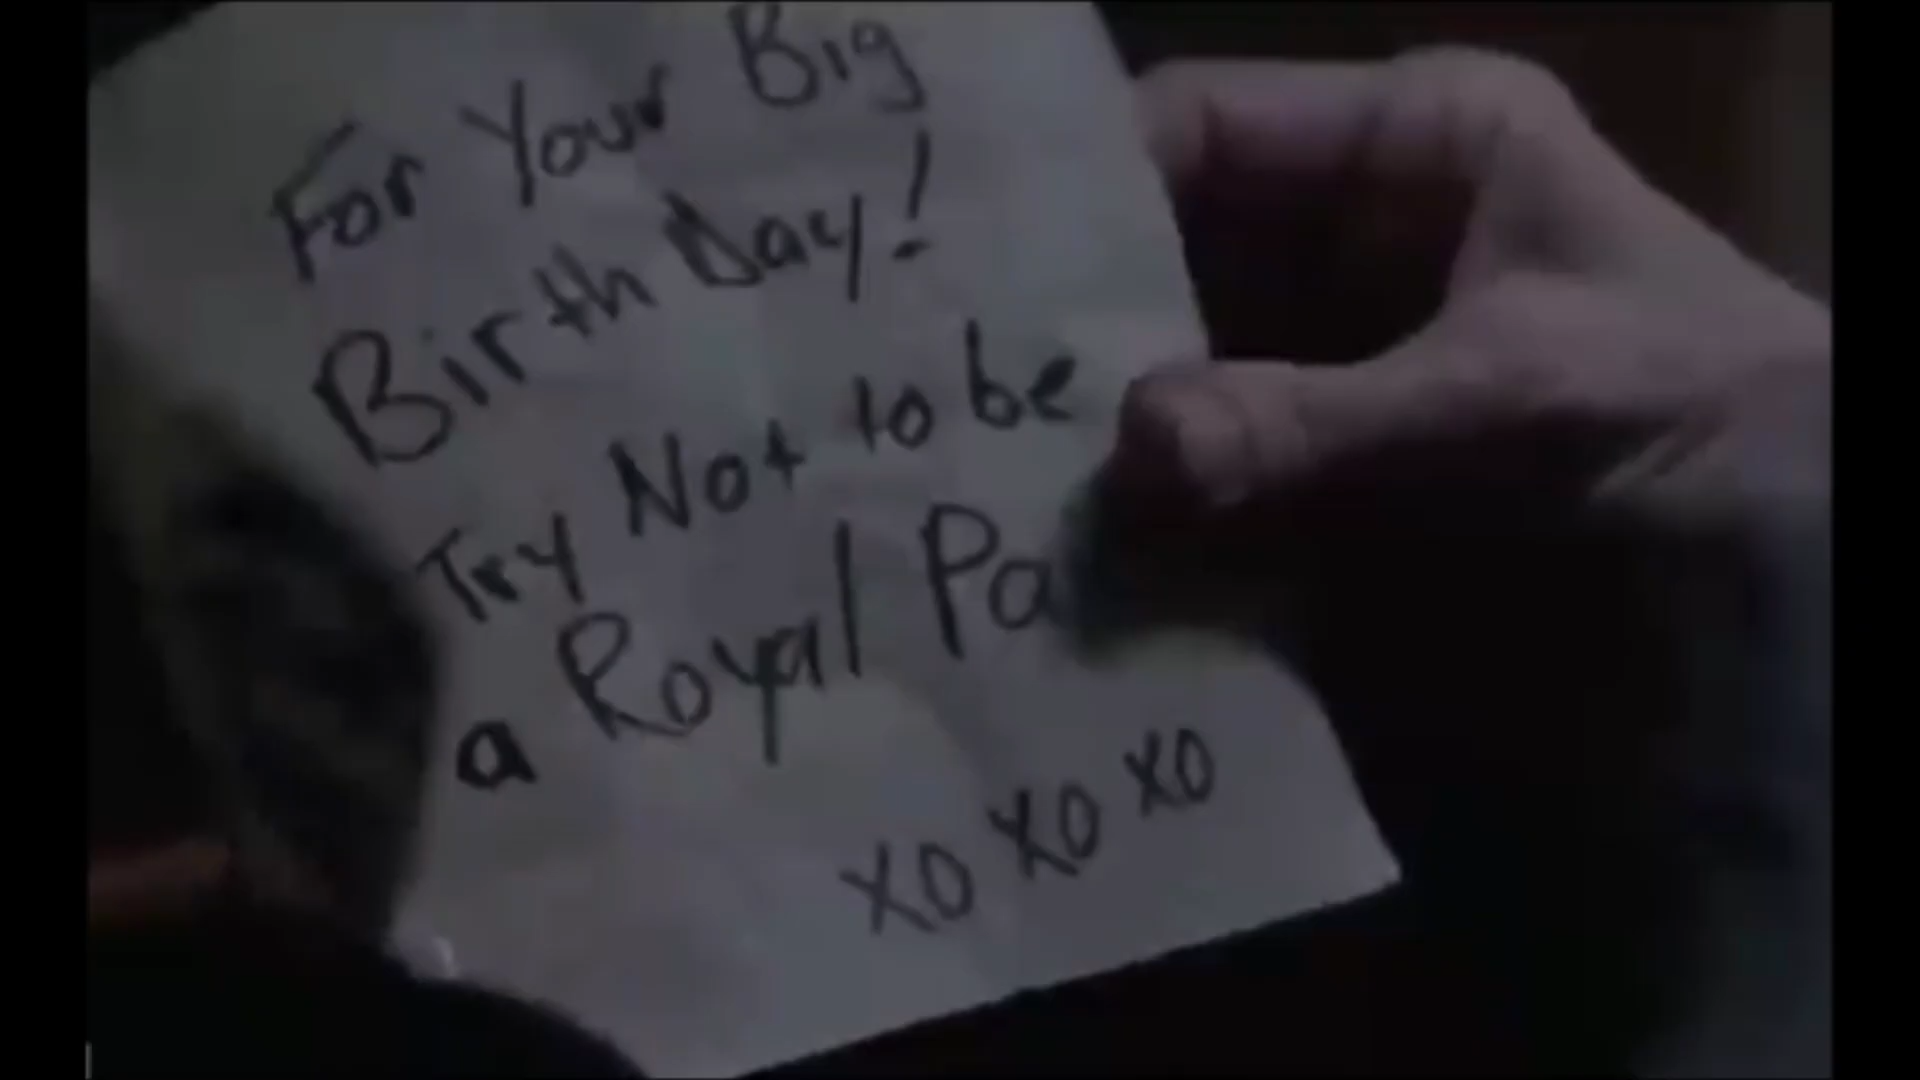 For Your Big
Birth Day!
Try Not to be
a Royal Pa
XO XO XO